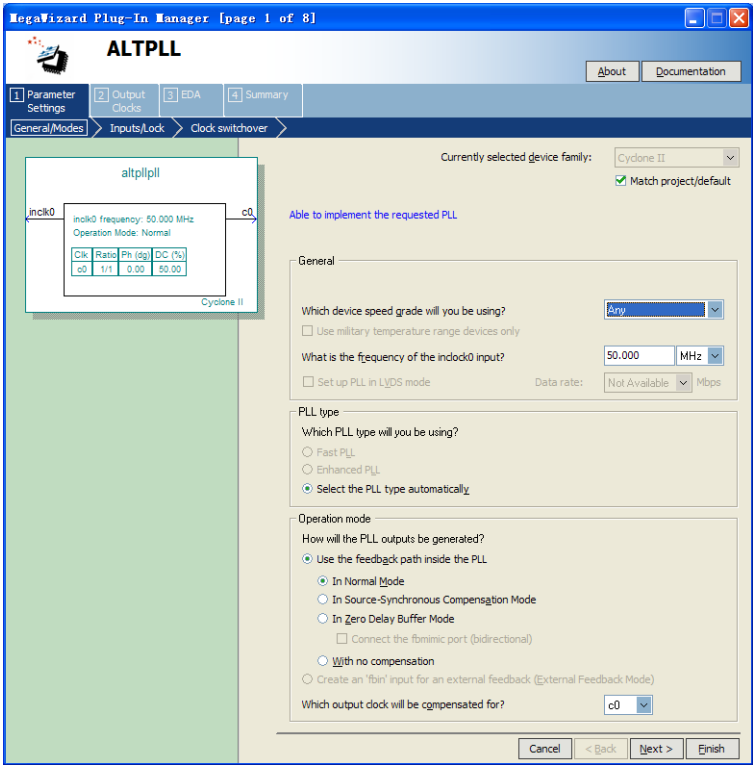 MegaWizard Plug-In Manager [page 1 of 8]
ALTPLL
About
Documentation
1 Parameter Settings
2 Output Clocks
3 EDA
4 Summary
General/Modes
Inputs/Lock
Clock switchover
altpllpll
inclk0
c0
inclk0 frequency: 50.000 MHz
Operation Mode: Normal
Clk Ratio Ph (dg) DC (%)
c0 1/1 0.00 50.00
Cyclone II
Currently selected device family:
Cyclone II
Match project/default
Able to implement the requested PLL
General
Which device speed grade will you be using?
Any
Use military temperature range devices only
What is the frequency of the inclock0 input?
50.000
MHz
Set up PLL in LVDS mode
Data rate:
Not Available
Mbps
PLL type
Which PLL type will you be using?
Fast PLL
Enhanced PLL
Select the PLL type automatically
Operation mode
How will the PLL outputs be generated?
Use the feedback path inside the PLL
In Normal Mode
In Source-Synchronous Compensation Mode
In Zero Delay Buffer Mode
Connect the fbmimic port (bidirectional)
With no compensation
Create an 'fbin' input for an external feedback (External Feedback Mode)
Which output clock will be compensated for?
c0
Cancel
< Back
Next >
Finish